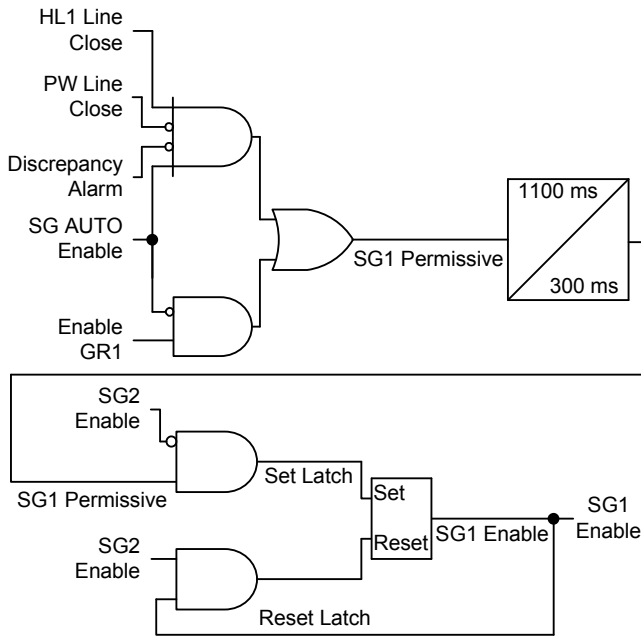 HL1 Line
Close
PW Line
Close
Discrepancy
Alarm
SG AUTO
Enable
Enable
GR1
SG1 Permissive
1100 ms
300 ms
SG2
Enable
SG1 Permissive
Set Latch
SG2
Enable
Reset Latch
Set
Reset
SG1 Enable
SG1
Enable